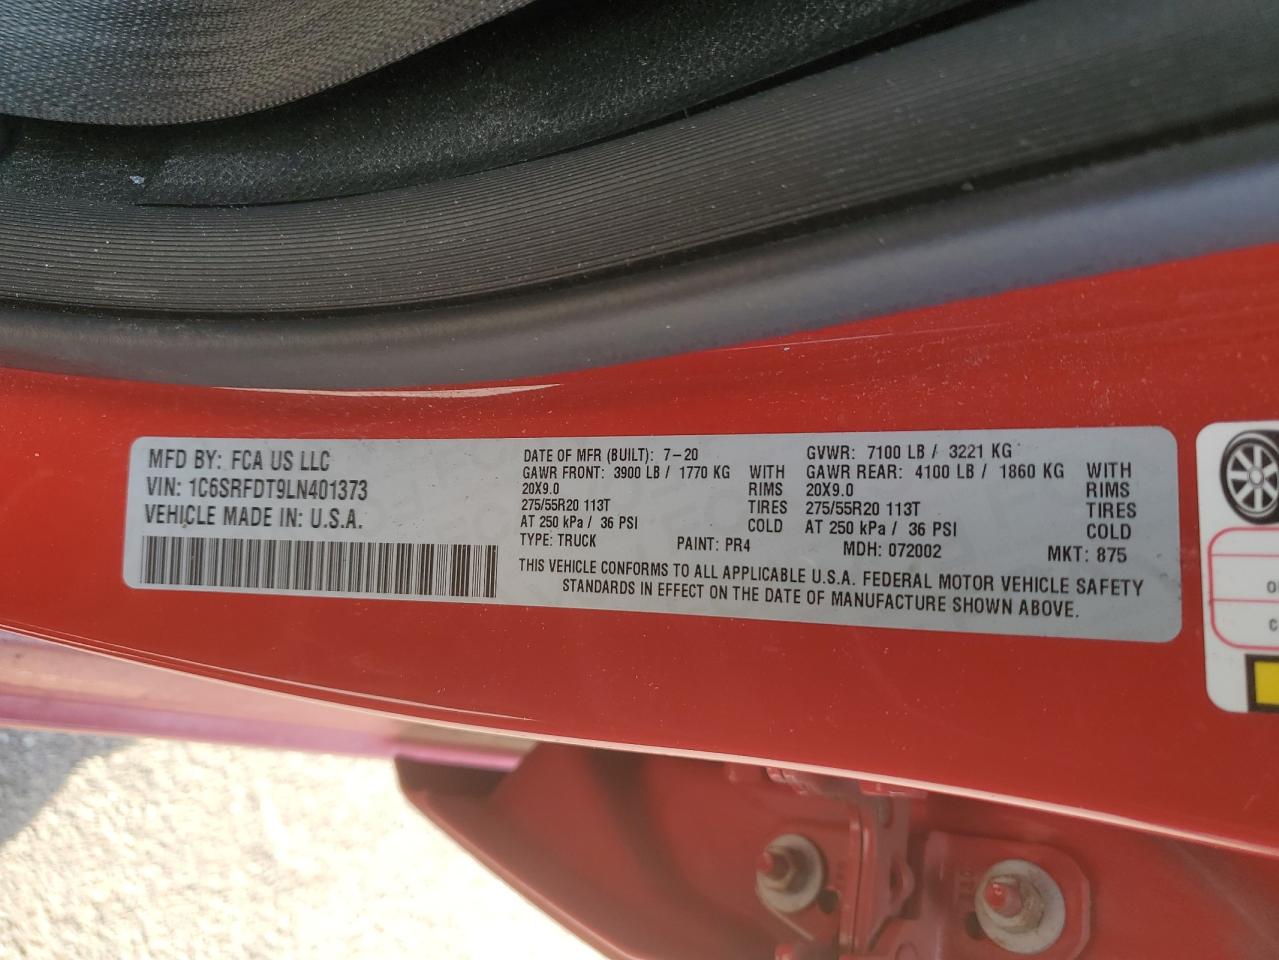 MFD BY: FCA US LLC
VIN: 1C6SRFDT9LN401373
VEHICLE MADE IN: U.S.A.
DATE OF MFR (BUILT): 7-20
GAWR FRONT: 3900 LB / 1770 KG WITH
20X9.0 RIMS
275/55R20 113T TIRES
AT 250 kPa / 36 PSI COLD
TYPE: TRUCK PAINT: PR4
GVWR: 7100 LB / 3221 KG
GAWR REAR: 4100 LB / 1860 KG WITH
20X9.0 RIMS
275/55R20 113T TIRES
AT 250 kPa / 36 PSI COLD
MDH: 072002 MKT: 875
THIS VEHICLE CONFORMS TO ALL APPLICABLE U.S.A. FEDERAL MOTOR VEHICLE SAFETY
STANDARDS IN EFFECT ON THE DATE OF MANUFACTURE SHOWN ABOVE.